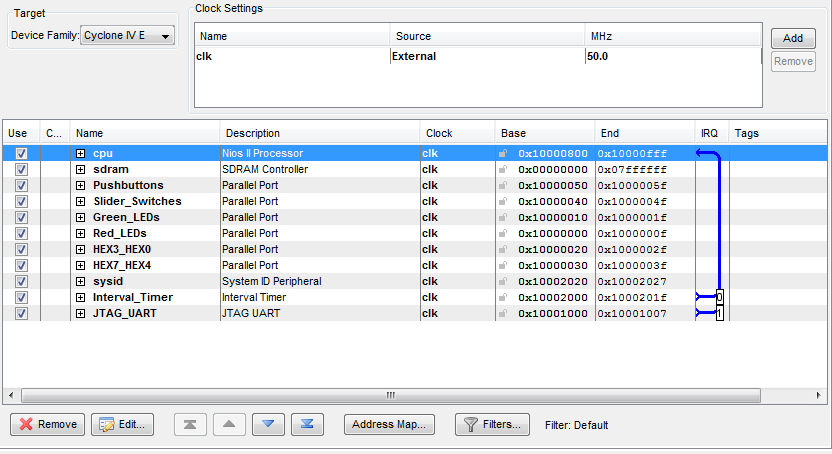 Target
Clock Settings
Device Family: Cyclone IV E
Name Source MHz
clk External 50.0
Add
Remove
Use C... Name Description Clock Base End IRQ Tags
cpu Nios II Processor clk 0x10000800 0x10000fff
sdram SDRAM Controller clk 0x00000000 0x07ffffff
Pushbuttons Parallel Port clk 0x10000050 0x1000005f
Slider_Switches Parallel Port clk 0x10000040 0x1000004f
Green_LEDs Parallel Port clk 0x10000010 0x1000001f
Red_LEDs Parallel Port clk 0x10000000 0x1000000f
HEX3_HEX0 Parallel Port clk 0x10000020 0x1000002f
HEX7_HEX4 Parallel Port clk 0x10000030 0x1000003f
sysid System ID Peripheral clk 0x10002020 0x10002027
Interval_Timer Interval Timer clk 0x10002000 0x1000201f 0
JTAG_UART JTAG UART clk 0x10001000 0x10001007 1
Remove Edit... Address Map... Filters... Filter: Default